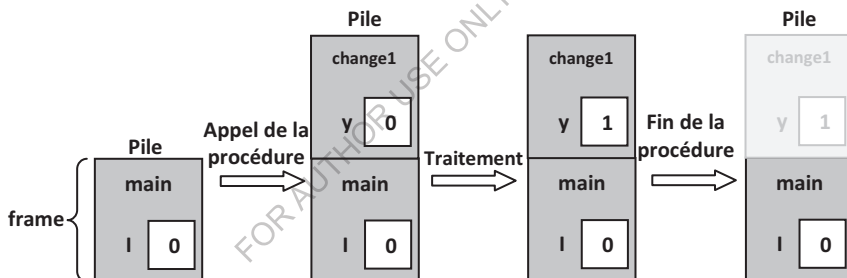 Pile
Pile
change1
change1
change1
y 0
y 1
y 1
Appel de la
procédure
Fin de la
procédure
Pile
Traitement
main
main
main
main
frame
I 0
I 0
I 0
I 0
FOR AUTHOR USE ONLY